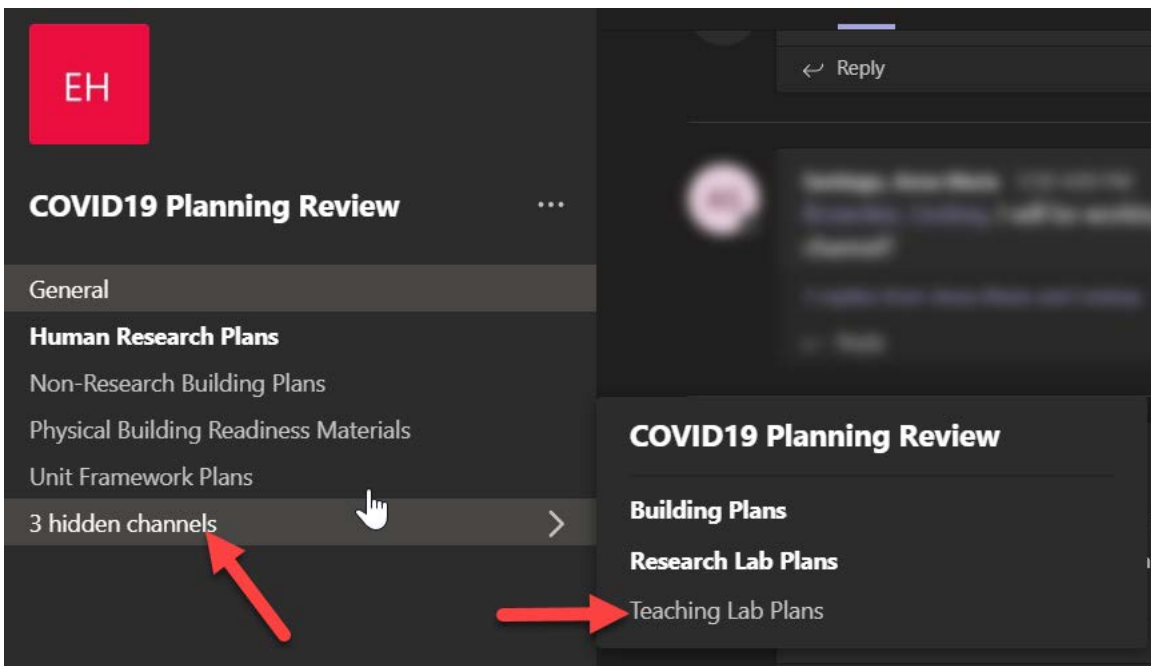 EH
COVID19 Planning Review
...
General
Human Research Plans
Non-Research Building Plans
Physical Building Readiness Materials
Unit Framework Plans
3 hidden channels
Reply
COVID19 Planning Review
Building Plans
Research Lab Plans
Teaching Lab Plans